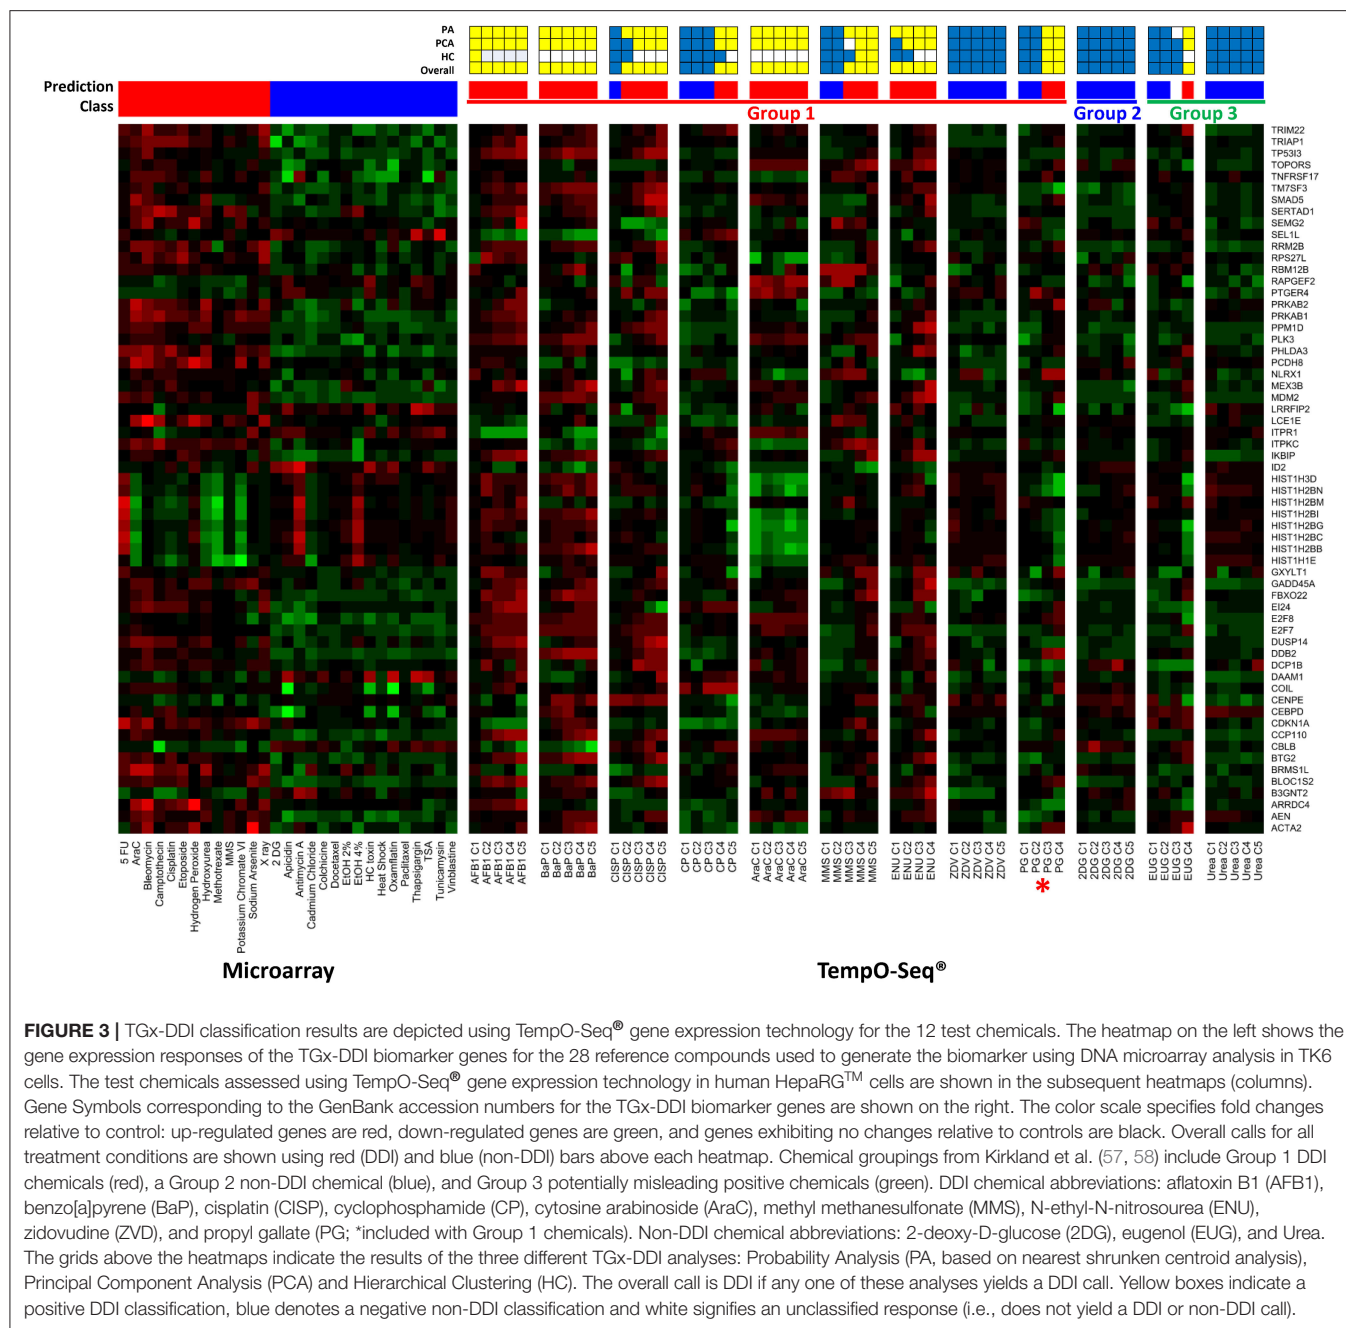 PA
PCA
HC
Overall
Prediction
Class
Group 1
Group 2
Group 3
TRIM22
TRIAP1
TP53I3
TOPORS
TNFRSF17
TM7SF3
SMAD5
SERTAD1
SEMG2
SEL1L
RRM2B
RPS27L
RBM12B
RAPGEF2
PTGER4
PRKAB2
PRKAB1
PPM1D
PLK3
PHLDA3
PCDH8
NLRX1
MEX3B
MDM2
LRRFIP2
LCE1E
ITPR1
ITPKC
IKBIP
ID2
HIST1H3D
HIST1H2BN
HIST1H2BM
HIST1H2BI
HIST1H2BG
HIST1H2BC
HIST1H2BB
HIST1H1E
GXYLT1
GADD45A
FBXO22
EI24
E2F8
E2F7
DUSP14
DDB2
DCP1B
DAAM1
COIL
CENPE
CEBPD
CDKN1A
CCP110
CBLB
BTG2
BRMS1L
BLOC1S2
B3GNT2
ARRDC4
AEN
ACTA2
5 FU
AraC
Bleomycin
Camptothecin
Cisplatin
Etoposide
Hydrogen Peroxide
Hydroxyurea
Methotrexate
MMS
Potassium Chromate VI
Sodium Arsenite
X ray
2 DG
Apicidin
Antimycin A
Cadmium Chloride
Colchicine
Docetaxel
EtOH 2%
EtOH 4%
HC toxin
Heat Shock
Oxamflatin
Paclitaxel
Thapsigargin
TSA
Tunicamysin
Vinblastine
AFB1 C1
AFB1 C2
AFB1 C3
AFB1 C4
AFB1 C5
BaP C1
BaP C2
BaP C3
BaP C4
BaP C5
CISP C1
CISP C2
CISP C3
CISP C4
CISP C5
CP C1
CP C2
CP C3
CP C4
CP C5
AraC C1
AraC C2
AraC C3
AraC C4
AraC C5
MMS C1
MMS C2
MMS C3
MMS C4
MMS C5
ENU C1
ENU C2
ENU C3
ENU C4
ZDV C1
ZDV C2
ZDV C3
ZDV C4
ZDV C5
PG C1
PG C2
PG C3
PG C4
2DG C1
2DG C2
2DG C3
2DG C4
2DG C5
EUG C1
EUG C2
EUG C3
EUG C4
Urea C1
Urea C2
Urea C3
Urea C4
Urea C5
*
Microarray
TempO-Seq®
FIGURE 3 | TGx-DDI classification results are depicted using TempO-Seq® gene expression technology for the 12 test chemicals. The heatmap on the left shows the
gene expression responses of the TGx-DDI biomarker genes for the 28 reference compounds used to generate the biomarker using DNA microarray analysis in TK6
cells. The test chemicals assessed using TempO-Seq® gene expression technology in human HepaRG™ cells are shown in the subsequent heatmaps (columns).
Gene Symbols corresponding to the GenBank accession numbers for the TGx-DDI biomarker genes are shown on the right. The color scale specifies fold changes
relative to control: up-regulated genes are red, down-regulated genes are green, and genes exhibiting no changes relative to controls are black. Overall calls for all
treatment conditions are shown using red (DDI) and blue (non-DDI) bars above each heatmap. Chemical groupings from Kirkland et al. (57, 58) include Group 1 DDI
chemicals (red), a Group 2 non-DDI chemical (blue), and Group 3 potentially misleading positive chemicals (green). DDI chemical abbreviations: aflatoxin B1 (AFB1),
benzo[a]pyrene (BaP), cisplatin (CISP), cyclophosphamide (CP), cytosine arabinoside (AraC), methyl methanesulfonate (MMS), N-ethyl-N-nitrosourea (ENU),
zidovudine (ZVD), and propyl gallate (PG; *included with Group 1 chemicals). Non-DDI chemical abbreviations: 2-deoxy-D-glucose (2DG), eugenol (EUG), and Urea.
The grids above the heatmaps indicate the results of the three different TGx-DDI analyses: Probability Analysis (PA, based on nearest shrunken centroid analysis),
Principal Component Analysis (PCA) and Hierarchical Clustering (HC). The overall call is DDI if any one of these analyses yields a DDI call. Yellow boxes indicate a
positive DDI classification, blue denotes a negative non-DDI classification and white signifies an unclassified response (i.e., does not yield a DDI or non-DDI call).